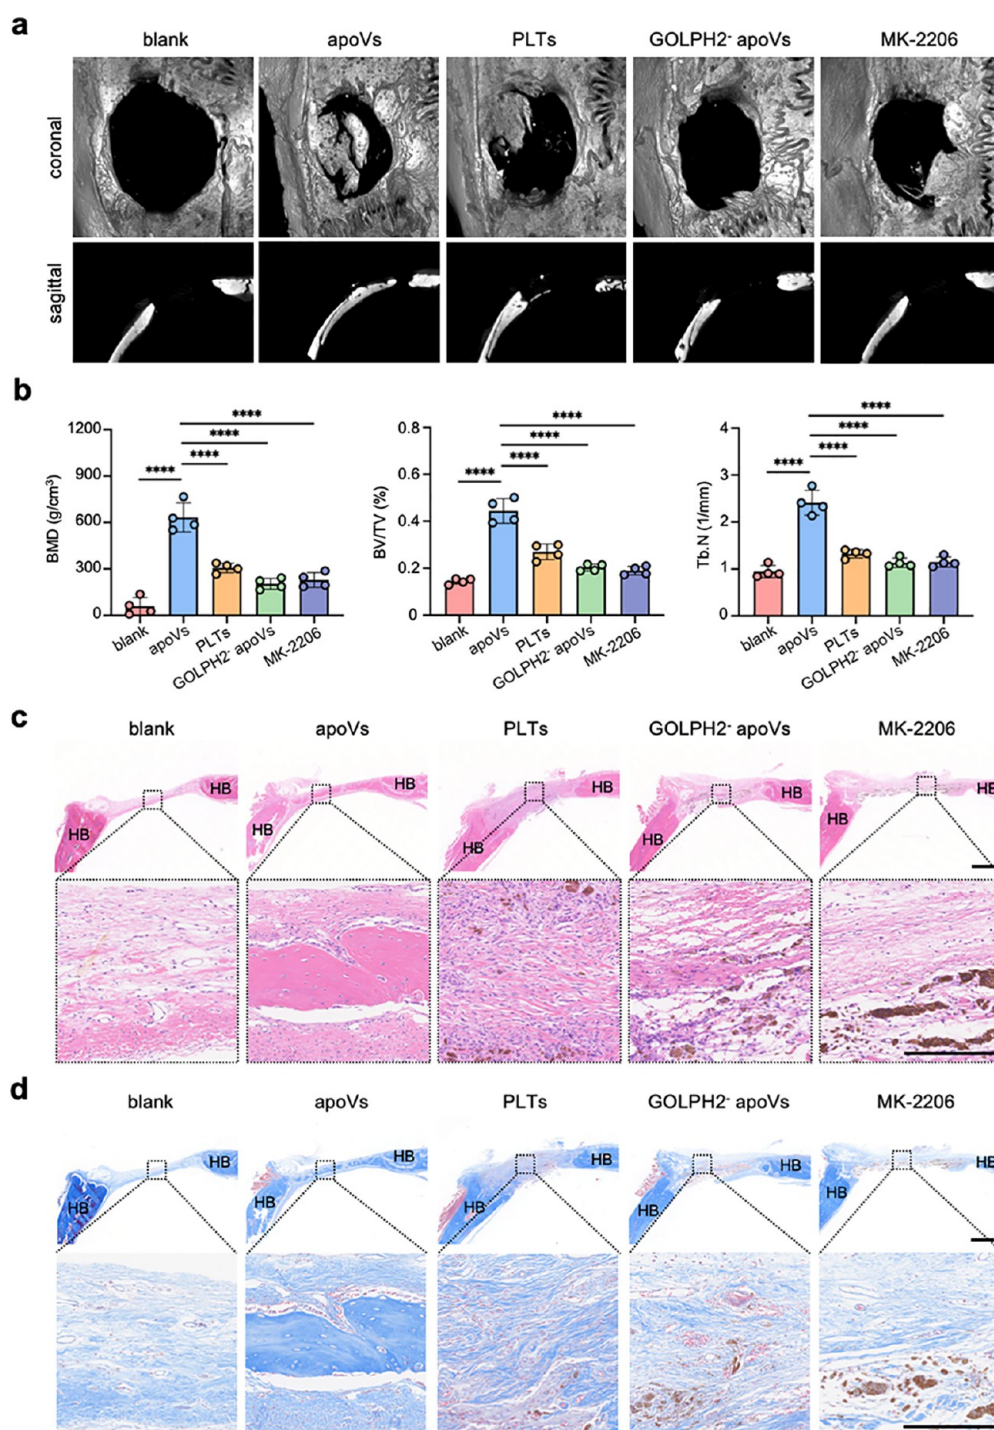 a
blank apoVs PLTs GOLPH2⁻ apoVs MK-2206
coronal
sagittal
b
**** **** **** ****
1200
900
600
300
0
BMD (g/cm³)
blank apoVs PLTs GOLPH2⁻ apoVs MK-2206
**** **** **** ****
0.8
0.6
0.4
0.2
0
BV/TV (%)
blank apoVs PLTs GOLPH2⁻ apoVs MK-2206
**** **** **** ****
4
3
2
1
0
Tb.N (1/mm)
blank apoVs PLTs GOLPH2⁻ apoVs MK-2206
c
blank apoVs PLTs GOLPH2⁻ apoVs MK-2206
HB HB HB HB HB HB HB HB HB HB
d
blank apoVs PLTs GOLPH2⁻ apoVs MK-2206
HB HB HB HB HB HB HB HB HB HB